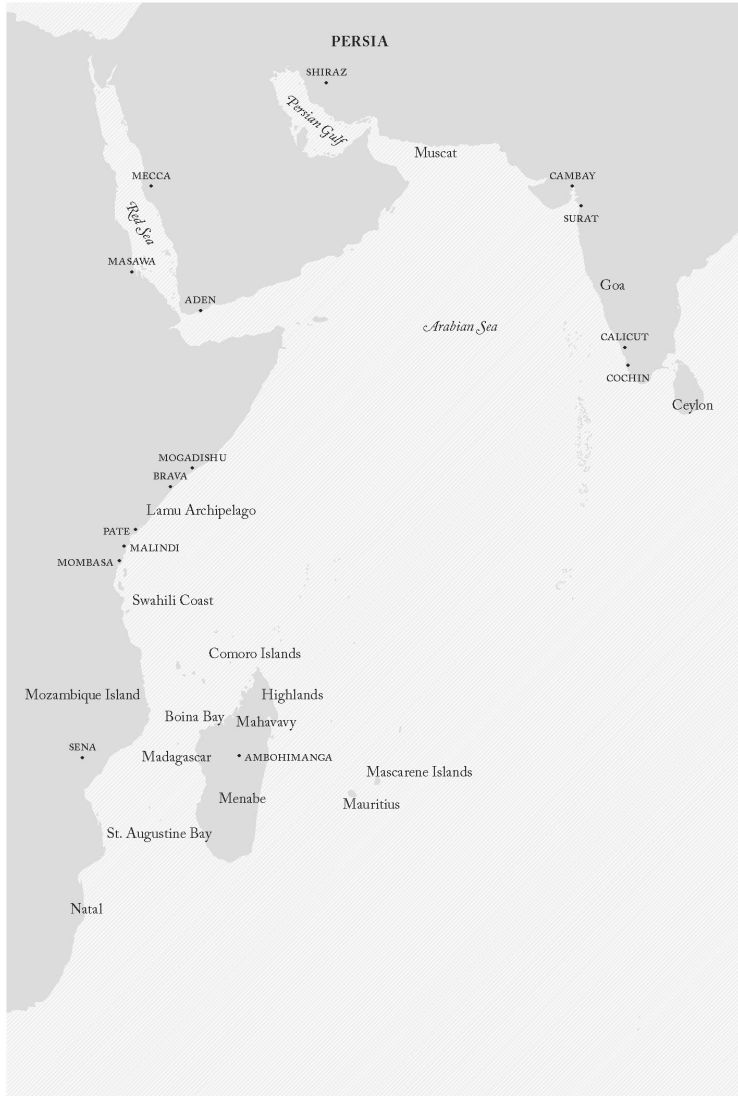 PERSIA
SHIRAZ
Persian Gulf
Muscat
MECCA
CAMBAY
Red Sea
SURAT
MASAWA
Goa
ADEN
Arabian Sea
CALICUT
COCHIN
Ceylon
MOGADISHU
BRAVA
Lamu Archipelago
PATE
MALINDI
MOMBASA
Swahili Coast
Comoro Islands
Mozambique Island
Highlands
Boina Bay
Mahavavy
SENA
Madagascar
AMBOHIMANGA
Mascarene Islands
Menabe
Mauritius
St. Augustine Bay
Natal